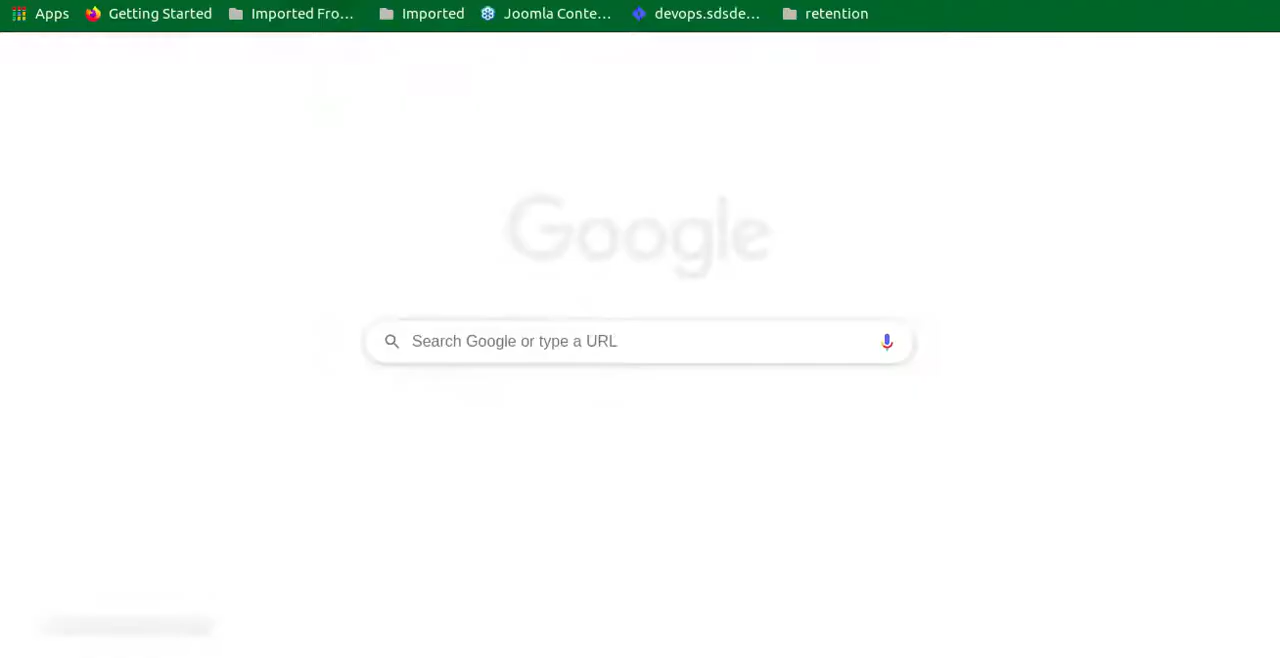 Apps Getting Started Imported Fro... Imported Joomla Conte... devops.sdsde... retention
Google
Search Google or type a URL